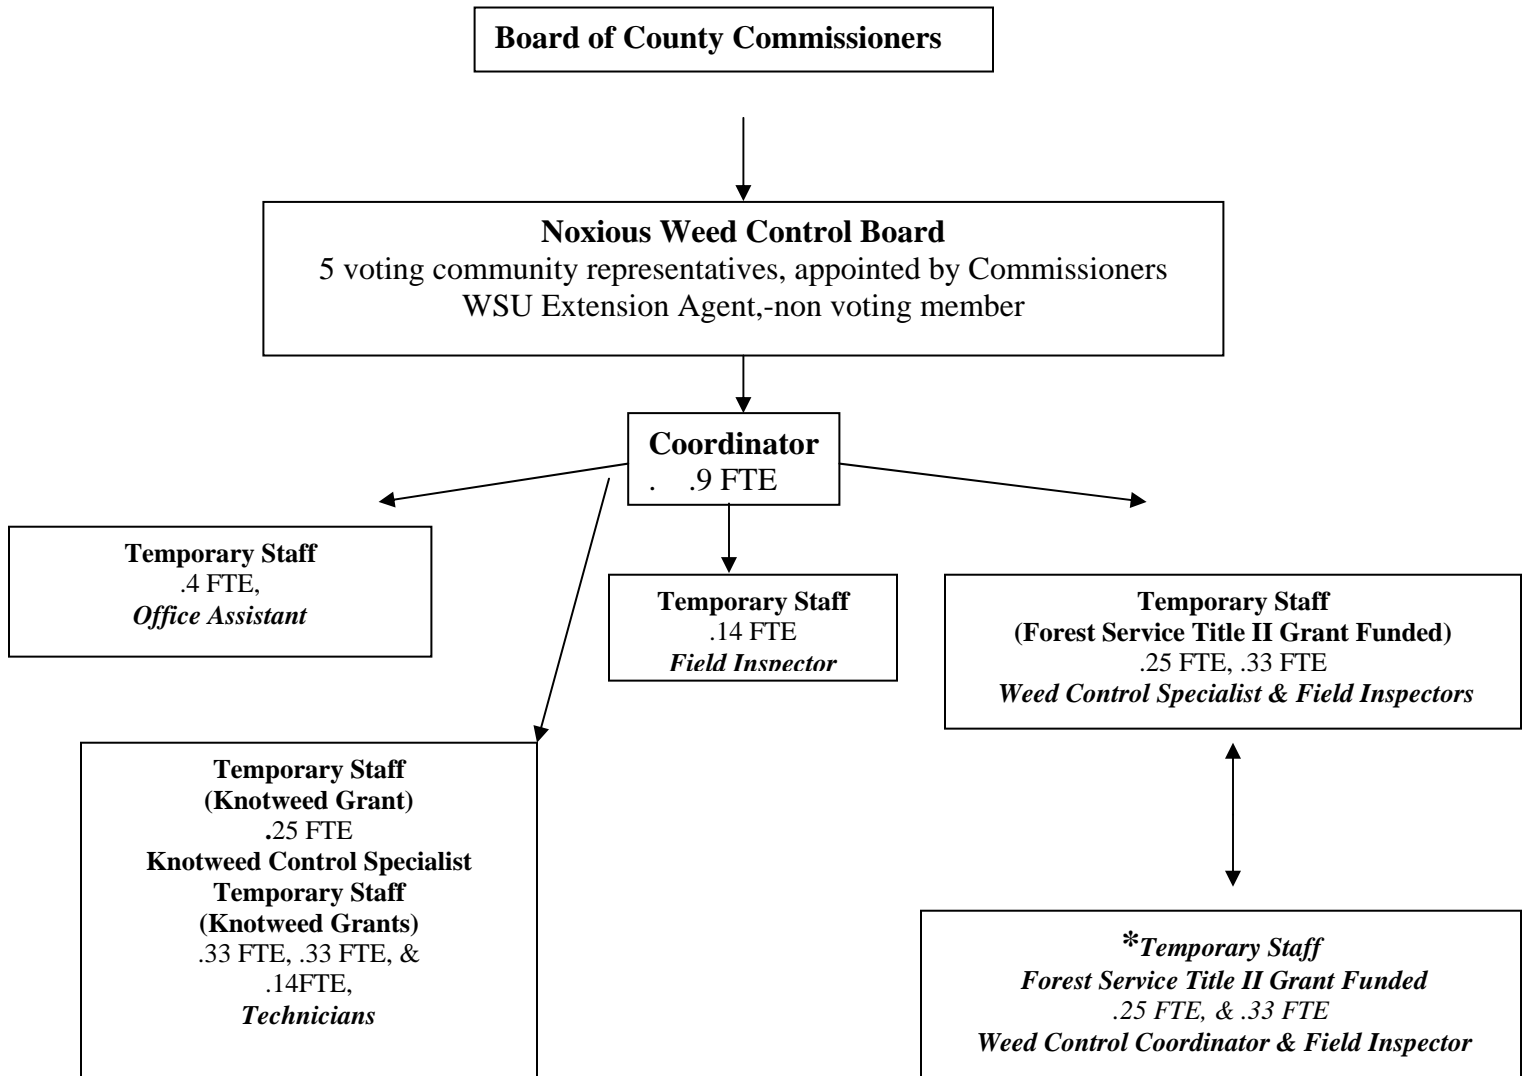 Board of County Commissioners
Noxious Weed Control Board
5 voting community representatives, appointed by Commissioners
WSU Extension Agent,-non voting member
Coordinator
. .9 FTE
Temporary Staff
.4 FTE,
Office Assistant
Temporary Staff
.14 FTE
Field Inspector
Temporary Staff
(Forest Service Title II Grant Funded)
.25 FTE, .33 FTE
Weed Control Specialist & Field Inspectors
Temporary Staff
(Knotweed Grant)
.25 FTE
Knotweed Control Specialist
Temporary Staff
(Knotweed Grants)
.33 FTE, .33 FTE, &
.14FTE,
Technicians
*Temporary Staff
Forest Service Title II Grant Funded
.25 FTE, & .33 FTE
Weed Control Coordinator & Field Inspector